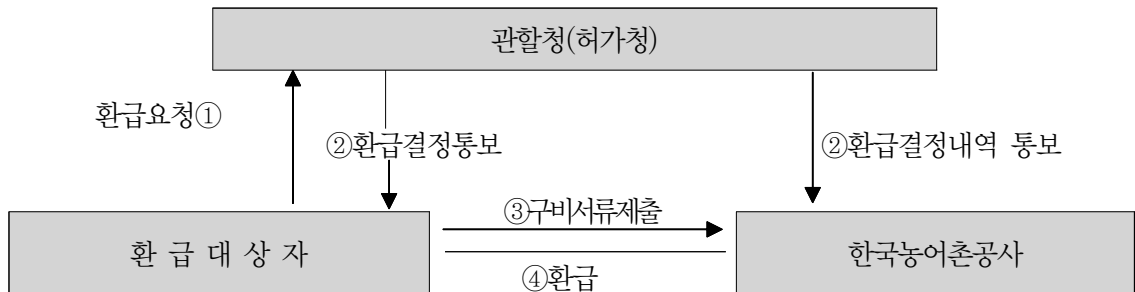 관할청(허가청)
환급요청①
②환급결정통보
②환급결정내역 통보
③구비서류제출
환 급 대 상 자
한국농어촌공사
④환급